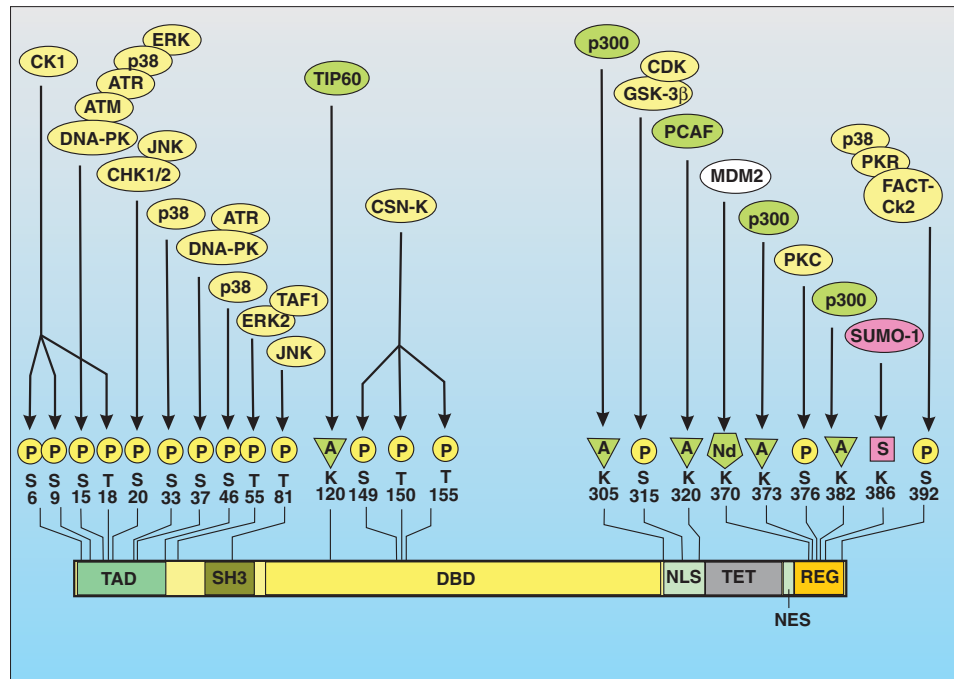 ERK
p300
p38
CK1
CDK
ATR
TIP60
GSK-3β
ATM
PCAF
DNA-PK
p38
JNK
PKR
CHK1/2
MDM2
FACT-
Ck2
p38
CSN-K
ATR
p300
DNA-PK
PKC
p38
TAF1
p300
ERK2
SUMO-1
JNK
P P P P P P P P P A P P P A P A Nd A P A S P
S S S T S S S S T T K S T T K S K K K S K K S
6 9 15 18 20 33 37 46 55 81 120 149 150 155 305 315 320 370 373 376 382 386 392
TAD SH3 DBD NLS TET REG
NES